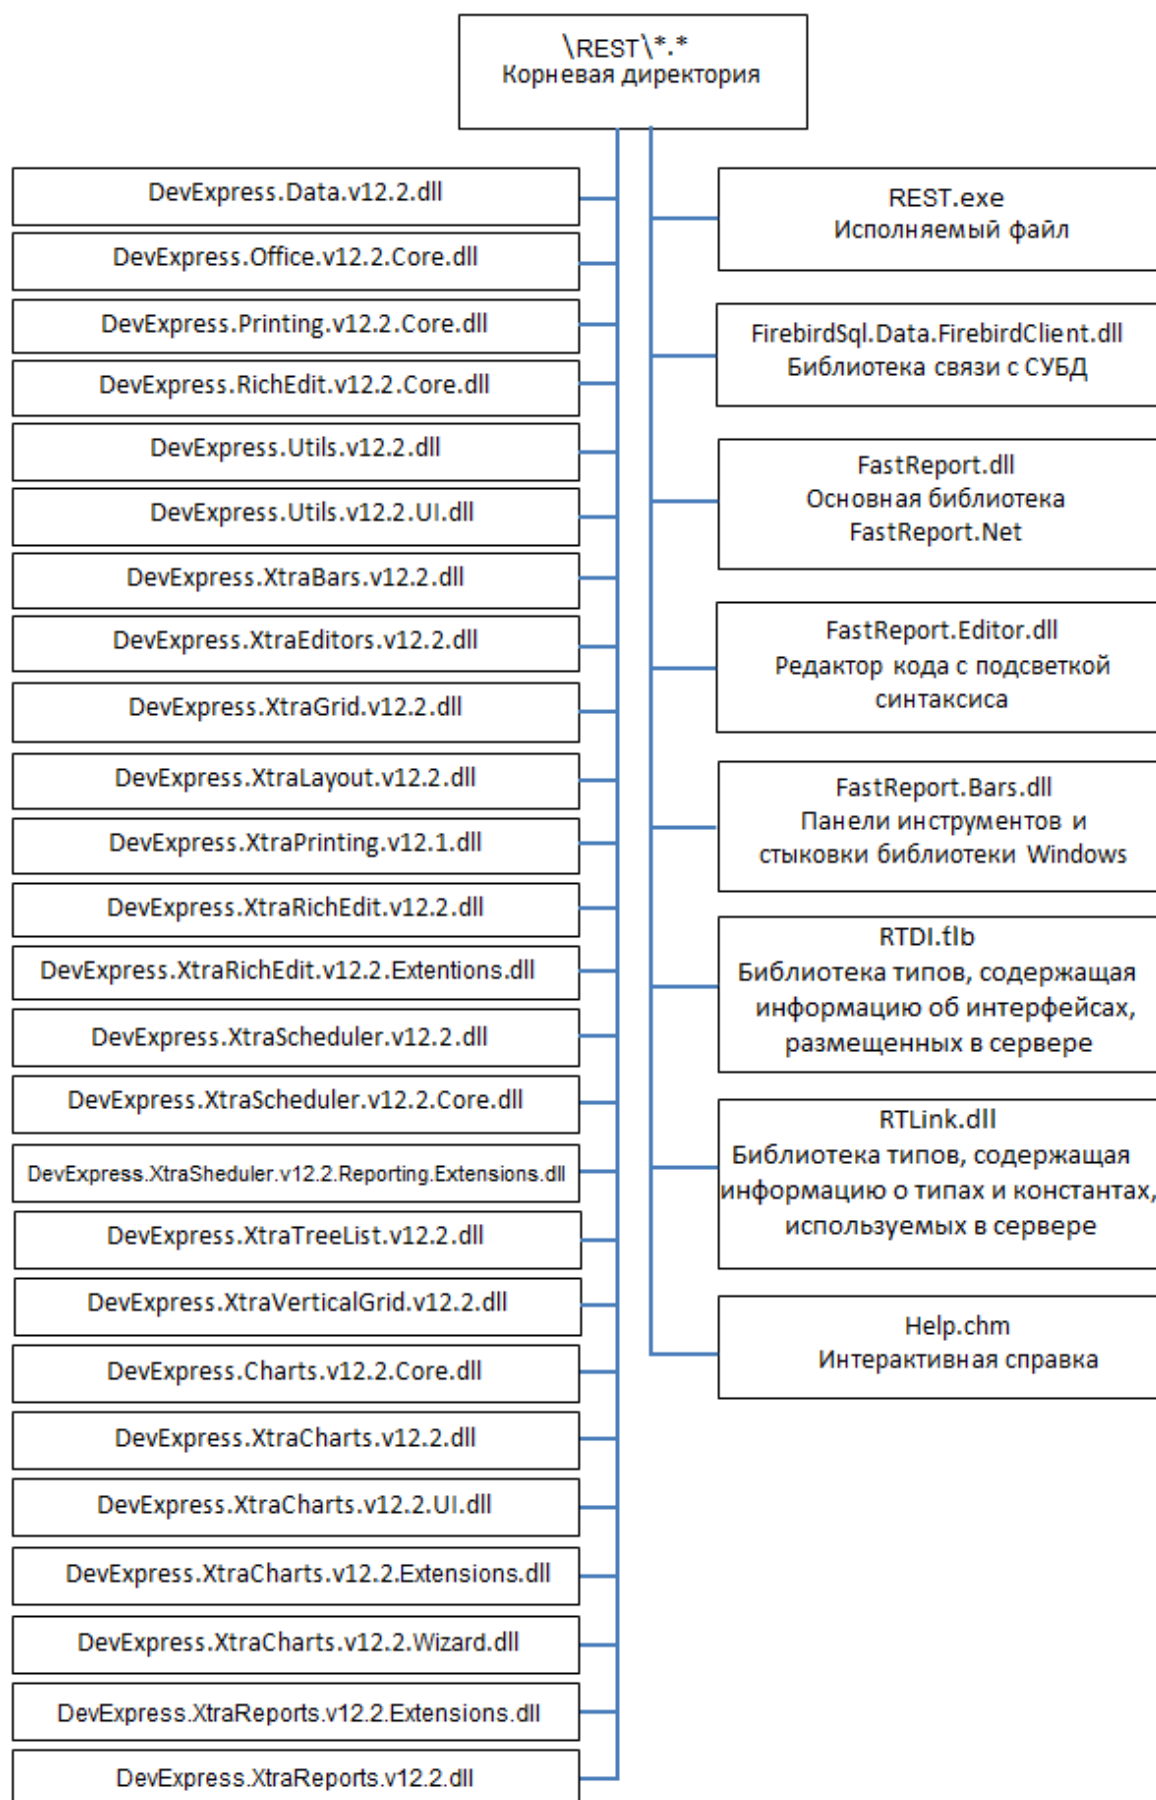 \REST\*.*
Корневая директория
DevExpress.Data.v12.2.dll
DevExpress.Office.v12.2.Core.dll
DevExpress.Printing.v12.2.Core.dll
DevExpress.RichEdit.v12.2.Core.dll
DevExpress.Utils.v12.2.dll
DevExpress.Utils.v12.2.UI.dll
DevExpress.XtraBars.v12.2.dll
DevExpress.XtraEditors.v12.2.dll
DevExpress.XtraGrid.v12.2.dll
DevExpress.XtraLayout.v12.2.dll
DevExpress.XtraPrinting.v12.1.dll
DevExpress.XtraRichEdit.v12.2.dll
DevExpress.XtraRichEdit.v12.2.Extentions.dll
DevExpress.XtraScheduler.v12.2.dll
DevExpress.XtraScheduler.v12.2.Core.dll
DevExpress.XtraSheduler.v12.2.Reporting.Extensions.dll
DevExpress.XtraTreeList.v12.2.dll
DevExpress.XtraVerticalGrid.v12.2.dll
DevExpress.Charts.v12.2.Core.dll
DevExpress.XtraCharts.v12.2.dll
DevExpress.XtraCharts.v12.2.UI.dll
DevExpress.XtraCharts.v12.2.Extensions.dll
DevExpress.XtraCharts.v12.2.Wizard.dll
DevExpress.XtraReports.v12.2.Extensions.dll
DevExpress.XtraReports.v12.2.dll
REST.exe
Исполняемый файл
FirebirdSql.Data.FirebirdClient.dll
Библиотека связи с СУБД
FastReport.dll
Основная библиотека
FastReport.Net
FastReport.Editor.dll
Редактор кода с подсветкой
синтаксиса
FastReport.Bars.dll
Панели инструментов и
стыковки библиотеки Windows
RTDI.tlb
Библиотека типов, содержащая
информацию об интерфейсах,
размещенных в сервере
RTLink.dll
Библиотека типов, содержащая
информацию о типах и константах,
используемых в сервере
Help.chm
Интерактивная справка